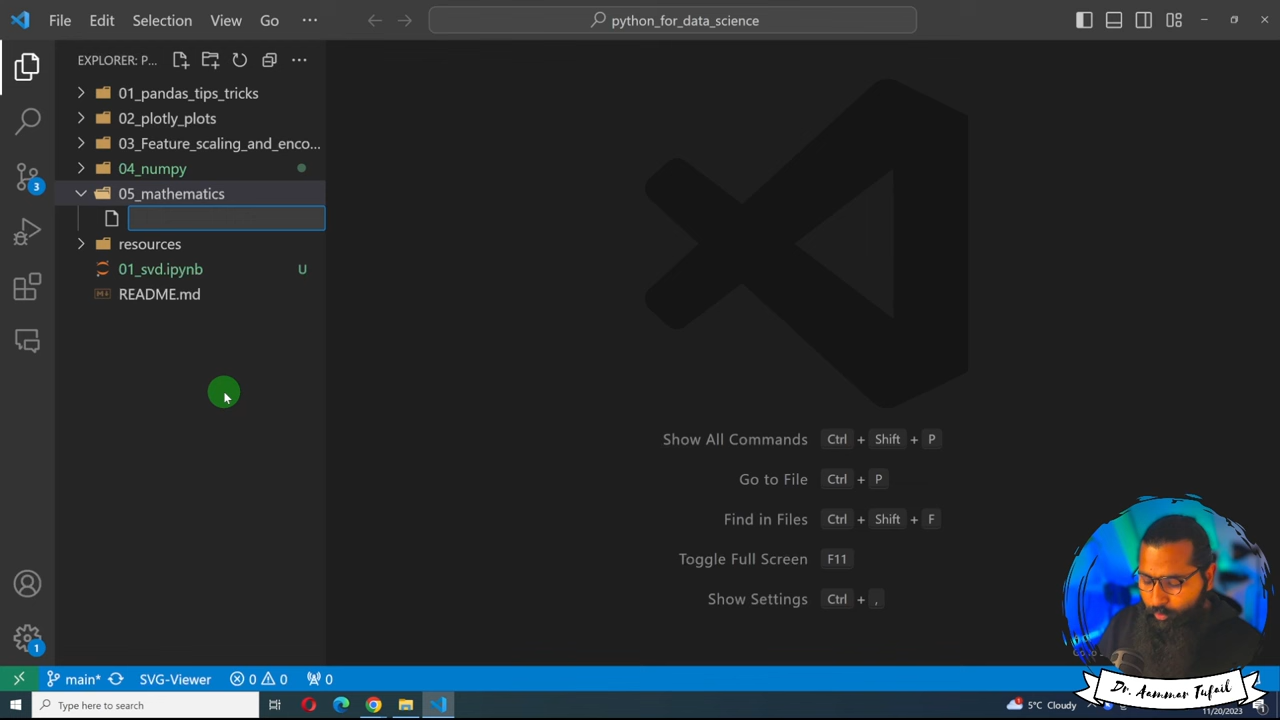 File Edit Selection View Go ··· python_for_data_science
EXPLORER: P... ···
01_pandas_tips_tricks
02_plotly_plots
03_Feature_scaling_and_enco...
04_numpy
05_mathematics
resources
01_svd.ipynb U
README.md
3
1
Show All Commands Ctrl + Shift + P
Go to File Ctrl + P
Find in Files Ctrl + Shift + F
Toggle Full Screen F11
Show Settings Ctrl + ,
main* SVG-Viewer 0 0 0
Dr. Aammar Tufail
Type here to search
5°C Cloudy
11/20/2023
1